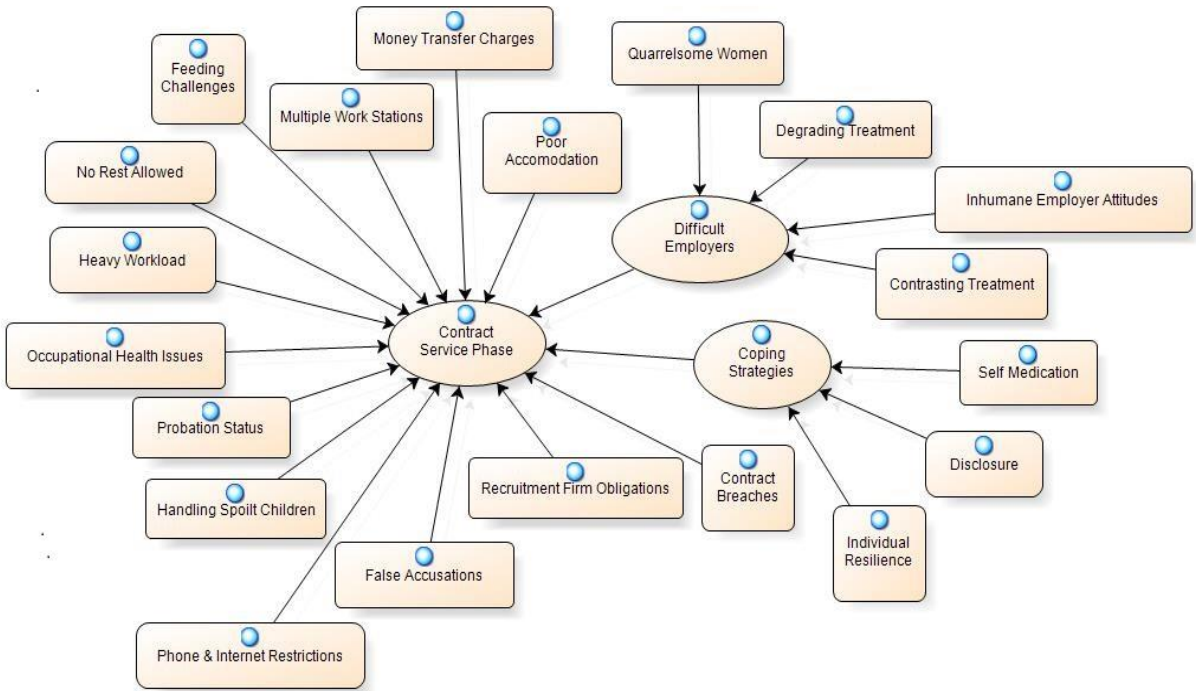 Money Transfer Charges
Quarrelsome Women
Feeding
Challenges
Multiple Work Stations
Poor
Accomodation
Degrading Treatment
No Rest Allowed
Inhumane Employer Attitudes
Difficult
Employers
Heavy Workload
Contrasting Treatment
Contract
Service Phase
Occupational Health Issues
Coping
Strategies
Self Medication
Probation Status
Disclosure
Recruitment Firm Obligations
Contract
Breaches
Handling Spoilt Children
Individual
Resilience
False Accusations
Phone & Internet Restrictions